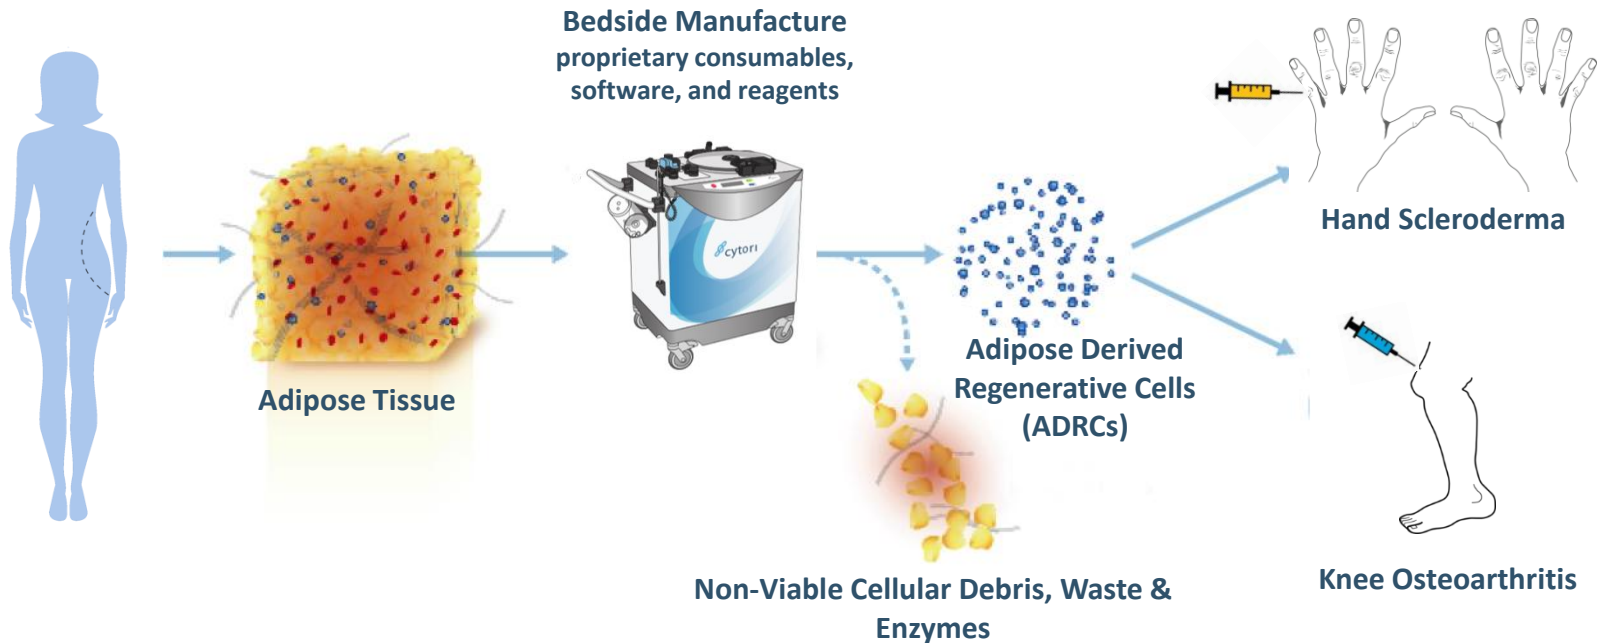 Bedside Manufacture
proprietary consumables,
software, and reagents
cytori
Adipose Tissue
Adipose Derived
Regenerative Cells
(ADRCs)
Non-Viable Cellular Debris, Waste &
Enzymes
Hand Scleroderma
Knee Osteoarthritis